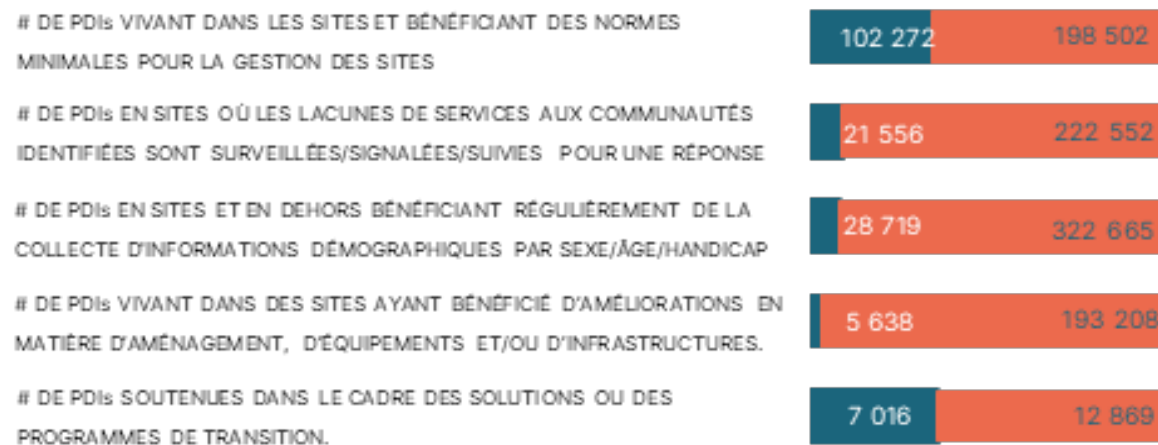 # DE PDIs VIVANT DANS LES SITES ET BÉNÉFICIANT DES NORMES
MINIMALES POUR LA GESTION DES SITES
102 272 198 502
# DE PDIs EN SITES OÙ LES LACUNES DE SERVICES AUX COMMUNAUTÉS
IDENTIFIÉES SONT SURVEILLÉES/SIGNALÉES/SUIVIES POUR UNE RÉPONSE
21 556 222 552
# DE PDIs EN SITES ET EN DEHORS BÉNÉFICIANT RÉGULIÈREMENT DE LA
COLLECTE D'INFORMATIONS DÉMOGRAPHIQUES PAR SEXE/ÂGE/HANDICAP
28 719 322 665
# DE PDIs VIVANT DANS DES SITES AYANT BÉNÉFICIÉ D'AMÉLIORATIONS EN
MATIÈRE D'AMÉNAGEMENT, D'ÉQUIPEMENTS ET/OU D'INFRASTRUCTURES.
5 638 193 208
# DE PDIs SOUTENUES DANS LE CADRE DES SOLUTIONS OU DES
PROGRAMMES DE TRANSITION.
7 016 12 869